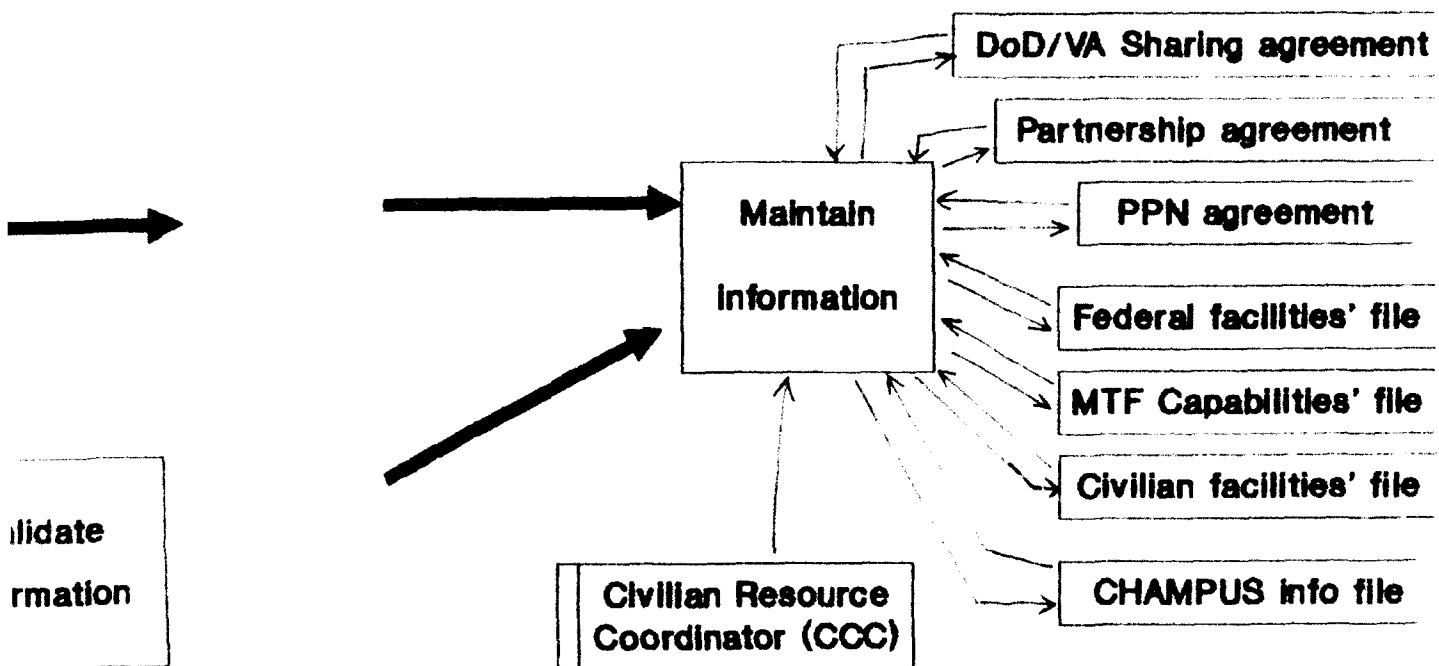 DoD/VA Sharing agreement
Partnership agreement
PPN agreement
Maintain
information
Federal facilities' file
MTF Capabilities' file
Civilian facilities' file
CHAMPUS info file
Civilian Resource
Coordinator (CCC)
lidate
rmation